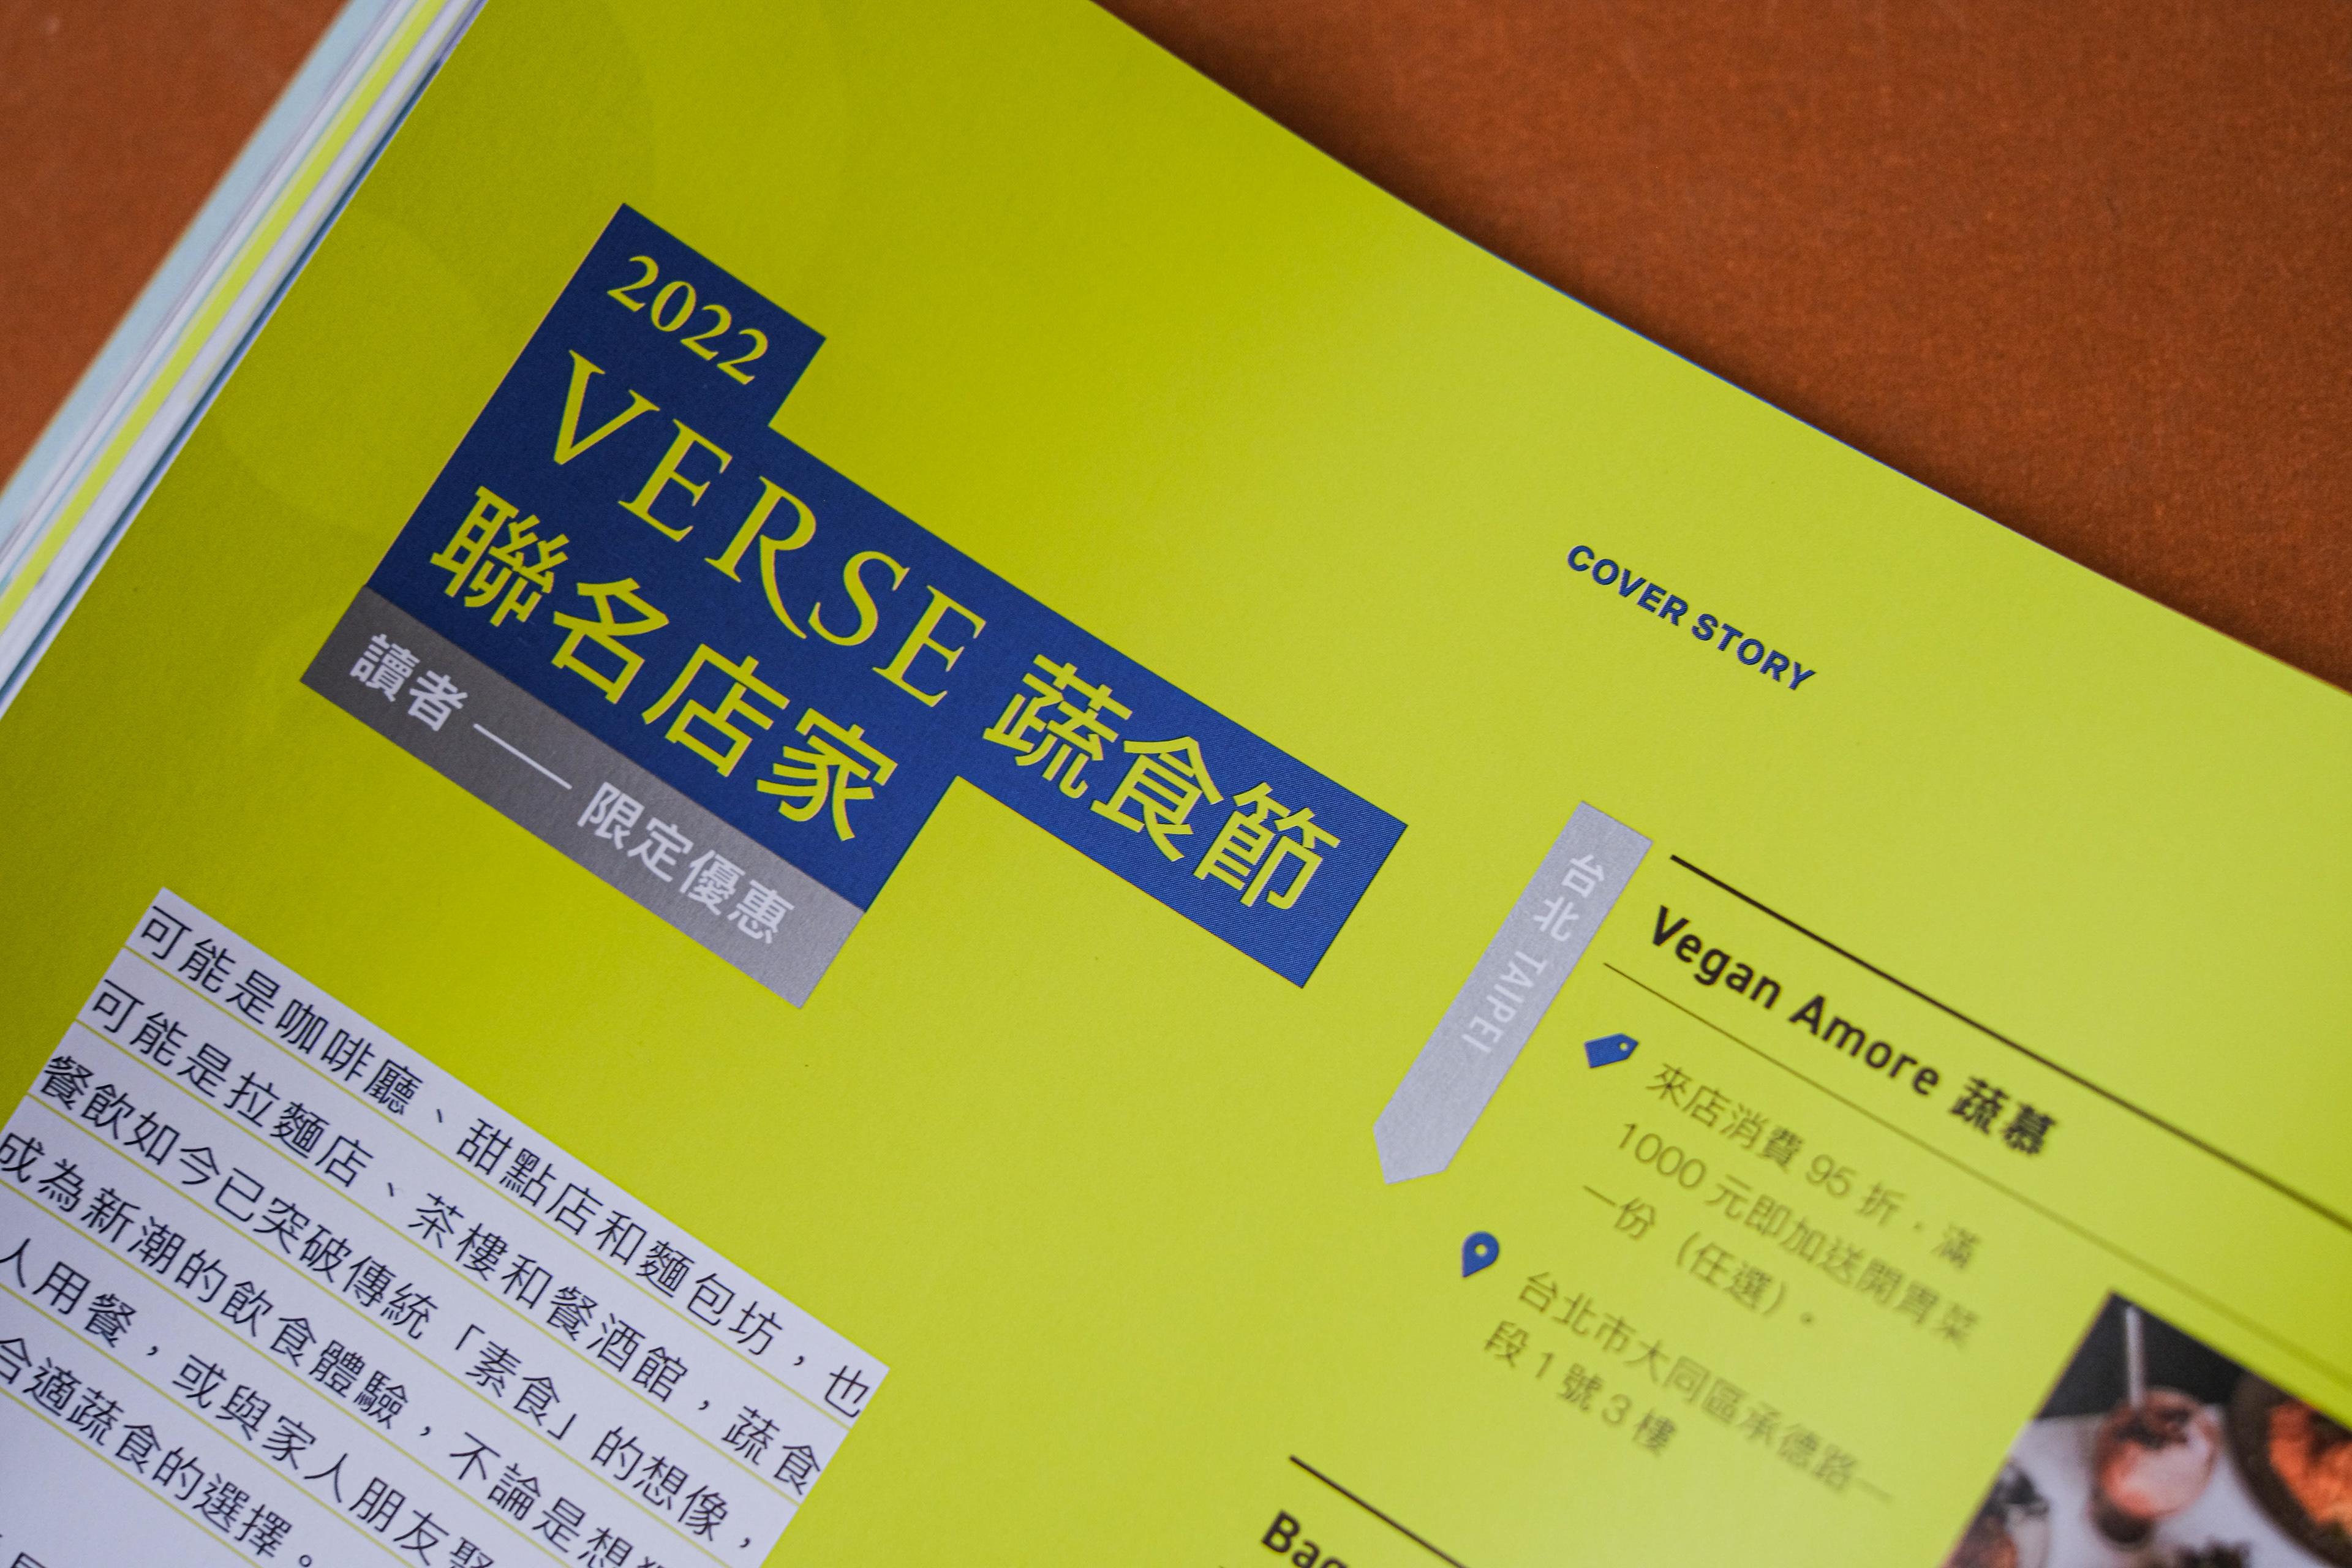 2022
VERSE 蔬食節
聯名店家
讀者 —— 限定優惠
可能是咖啡廳、甜點店和麵包坊，也
可能是拉麵店、茶樓和餐酒館，蔬食
餐飲如今已突破傳統「素食」的想像，
成為新潮的飲食體驗，不論是想
人用餐，或與家人朋友聚
合適蔬食的選擇。
COVER STORY
台北 TAIPEI
Vegan Amore 蔬慕
來店消費 95 折，滿
1000 元即加送開胃菜
一份（任選）。
台北市大同區承德路一
段 1 號 3 樓